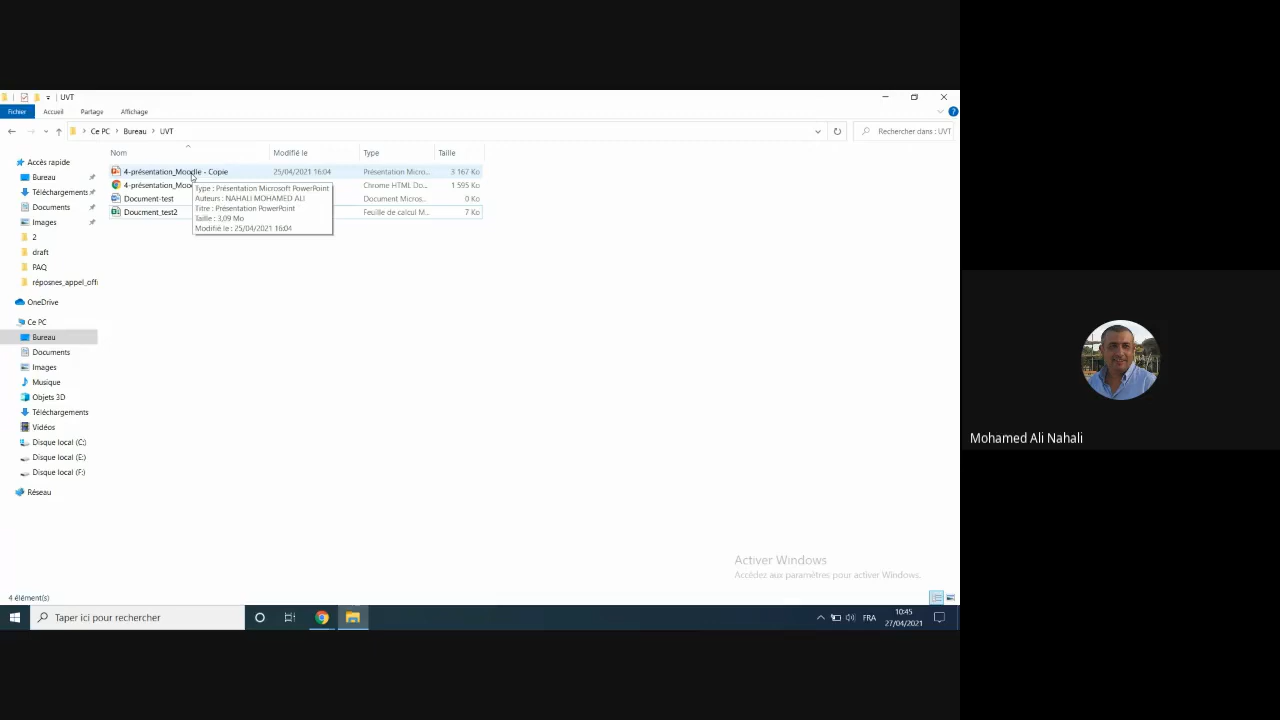 UVT
Fichier Accueil Partage Affichage
Ce PC Bureau UVT
Rechercher dans : UVT
Nom Modifié le Type Taille
4-présentation_Moodle - Copie 25/04/2021 16:04 Présentation Micro... 3 167 Ko
4-présentation_Moo Chrome HTML Do... 1 595 Ko
Document-test Document Micros... 0 Ko
Doucment_test2 Feuille de calcul M... 7 Ko
Type : Présentation Microsoft PowerPoint
Auteurs : NAHALI MOHAMED ALI
Titre : Présentation PowerPoint
Taille : 3,09 Mo
Modifié le : 25/04/2021 16:04
Accès rapide
Bureau
Téléchargements
Documents
Images
2
draft
PAQ
réposnes_appel_offi
OneDrive
Ce PC
Bureau
Documents
Images
Musique
Objets 3D
Téléchargements
Vidéos
Disque local (C:)
Disque local (E:)
Disque local (F:)
Réseau
Mohamed Ali Nahali
Activer Windows
Accédez aux paramètres pour activer Windows.
4 élément(s)
Taper ici pour rechercher
FRA
10:45
27/04/2021